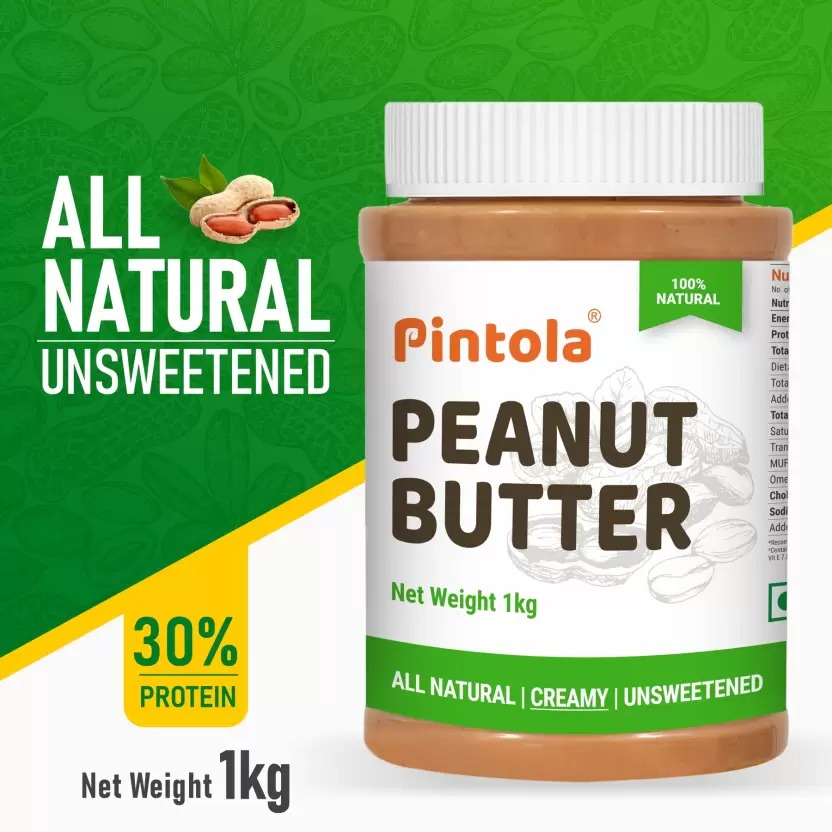 ALL
NATURAL
UNSWEETENED
30%
PROTEIN
Net Weight 1kg
100%
NATURAL
Pintola®
PEANUT
BUTTER
Net Weight 1kg
ALL NATURAL | CREAMY | UNSWEETENED